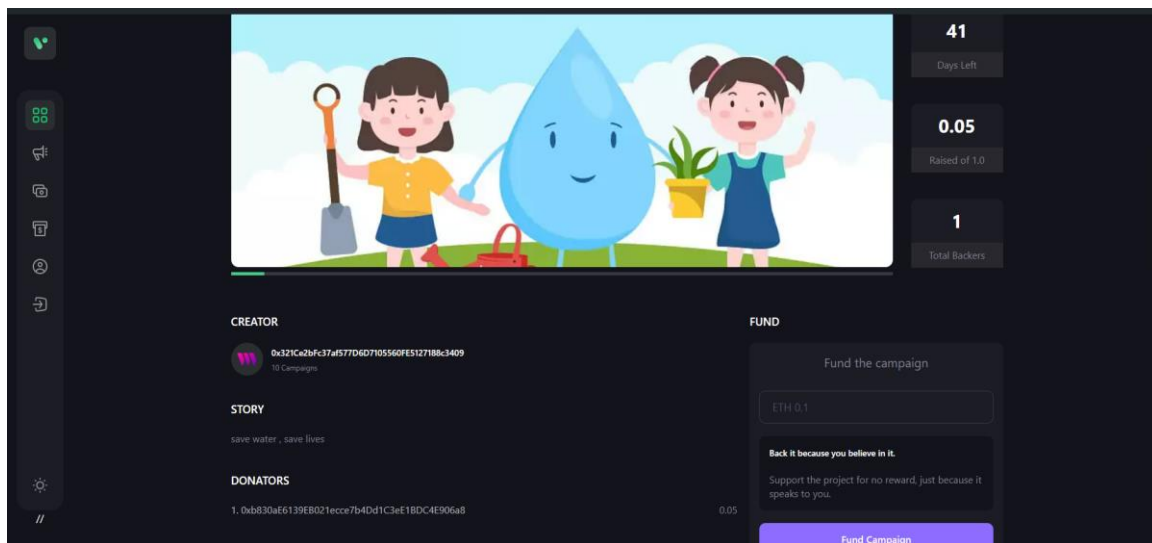 41
Days Left
0.05
Raised of 1.0
1
Total Backers
CREATOR
0x321Ce2bFc37af577D6D7105560FE5127188c3409
10 Campaigns
STORY
save water , save lives
DONATORS
1. 0xb830aE6139EB021ecce7b4Dd1C3eE1BDC4E906a8 0.05
FUND
Fund the campaign
ETH 0.1
Back it because you believe in it.
Support the project for no reward, just because it
speaks to you.
Fund Campaign
//